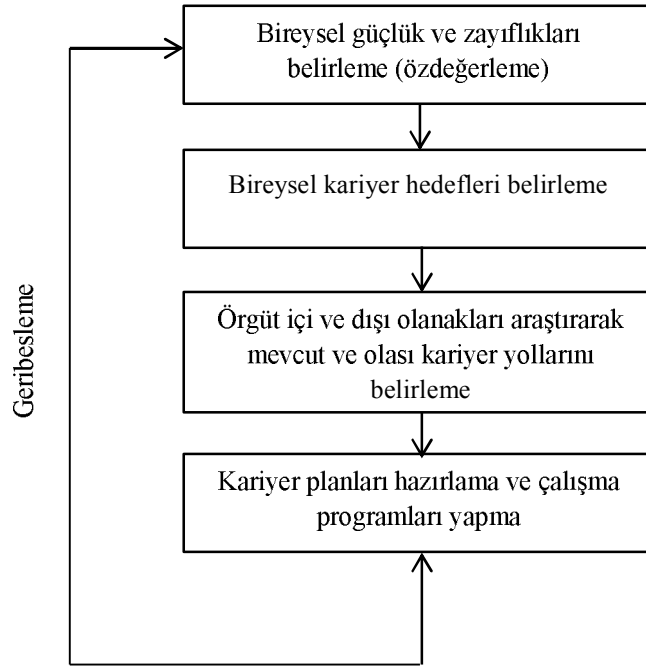 Bireysel güçlük ve zayıflıkları
belirleme (özdeğerleme)
Bireysel kariyer hedefleri belirleme
Örgüt içi ve dışı olanakları araştırarak
mevcut ve olası kariyer yollarını
belirleme
Kariyer planları hazırlama ve çalışma
programları yapma
Geribesleme